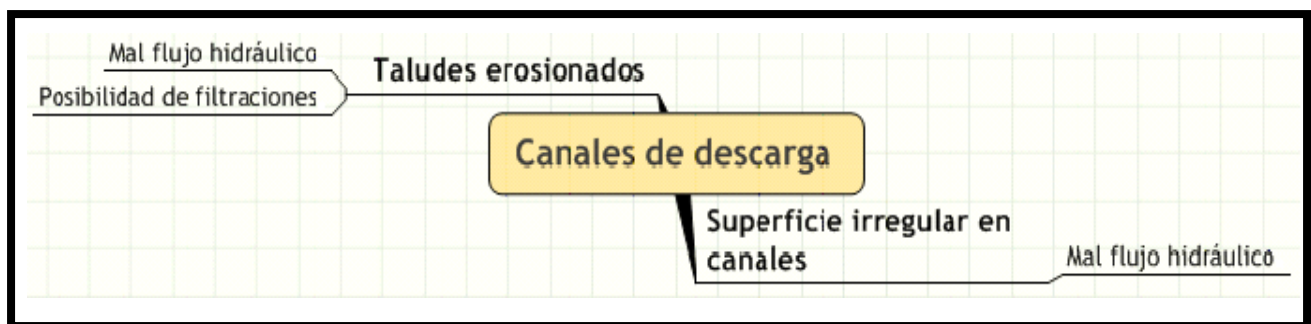 Mal flujo hidráulico
Posibilidad de filtraciones
Taludes erosionados
Canales de descarga
Superficie irregular en
canales
Mal flujo hidráulico